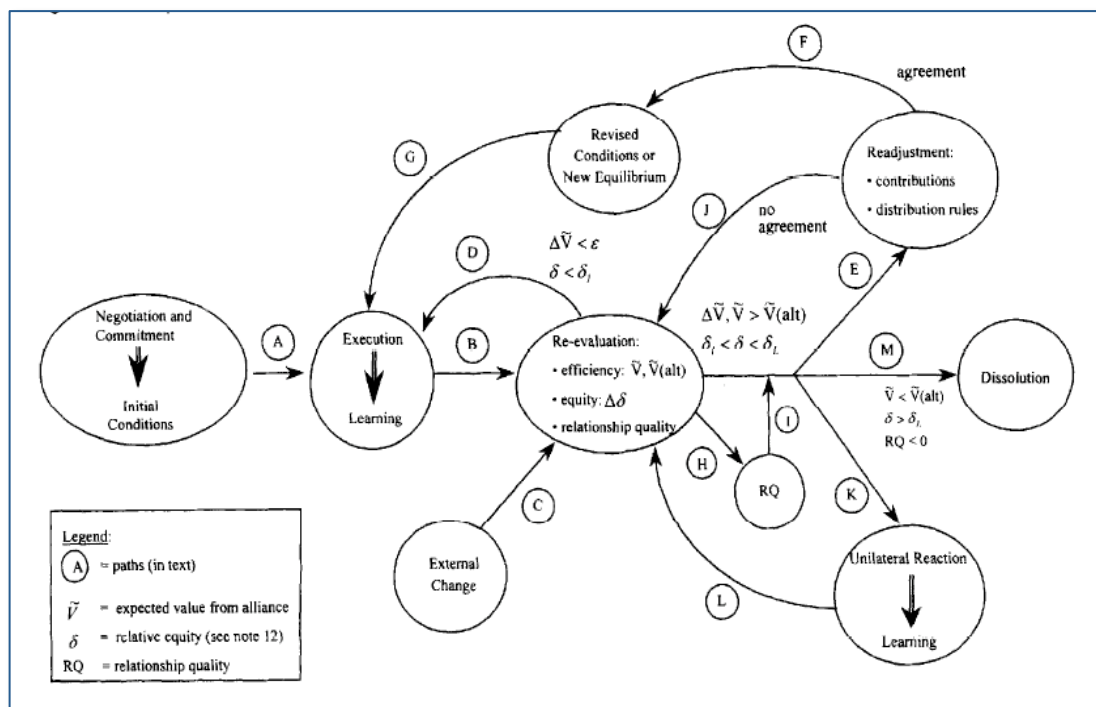 F
agreement
Revised
Conditions or
New Equilibrium
Readjustment:
• contributions
• distribution rules
G
J
no
agreement
D
ΔṼ < ε
δ < δ_l
E
Negotiation and
Commitment
Initial
Conditions
A
Execution
Learning
B
Re-evaluation:
• efficiency: Ṽ, Ṽ(alt)
• equity: Δδ
• relationship quality
ΔṼ, Ṽ > Ṽ(alt)
δ_l < δ < δ_L
M
Dissolution
Ṽ < Ṽ(alt)
δ > δ_L
RQ < 0
I
H
RQ
K
C
External
Change
L
Unilateral Reaction
Learning
Legend:
A = paths (in text)
Ṽ = expected value from alliance
δ = relative equity (see note 12)
RQ = relationship quality